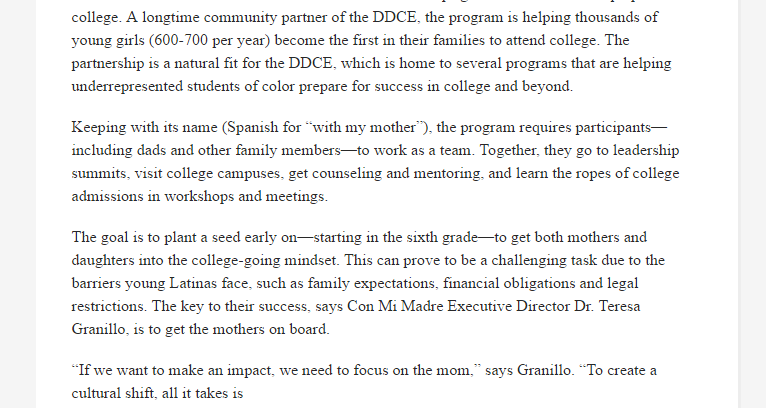 college. A longtime community partner of the DDCE, the program is helping thousands of
young girls (600-700 per year) become the first in their families to attend college. The
partnership is a natural fit for the DDCE, which is home to several programs that are helping
underrepresented students of color prepare for success in college and beyond.
Keeping with its name (Spanish for “with my mother”), the program requires participants—
including dads and other family members—to work as a team. Together, they go to leadership
summits, visit college campuses, get counseling and mentoring, and learn the ropes of college
admissions in workshops and meetings.
The goal is to plant a seed early on—starting in the sixth grade—to get both mothers and
daughters into the college-going mindset. This can prove to be a challenging task due to the
barriers young Latinas face, such as family expectations, financial obligations and legal
restrictions. The key to their success, says Con Mi Madre Executive Director Dr. Teresa
Granillo, is to get the mothers on board.
“If we want to make an impact, we need to focus on the mom,” says Granillo. “To create a
cultural shift, all it takes is